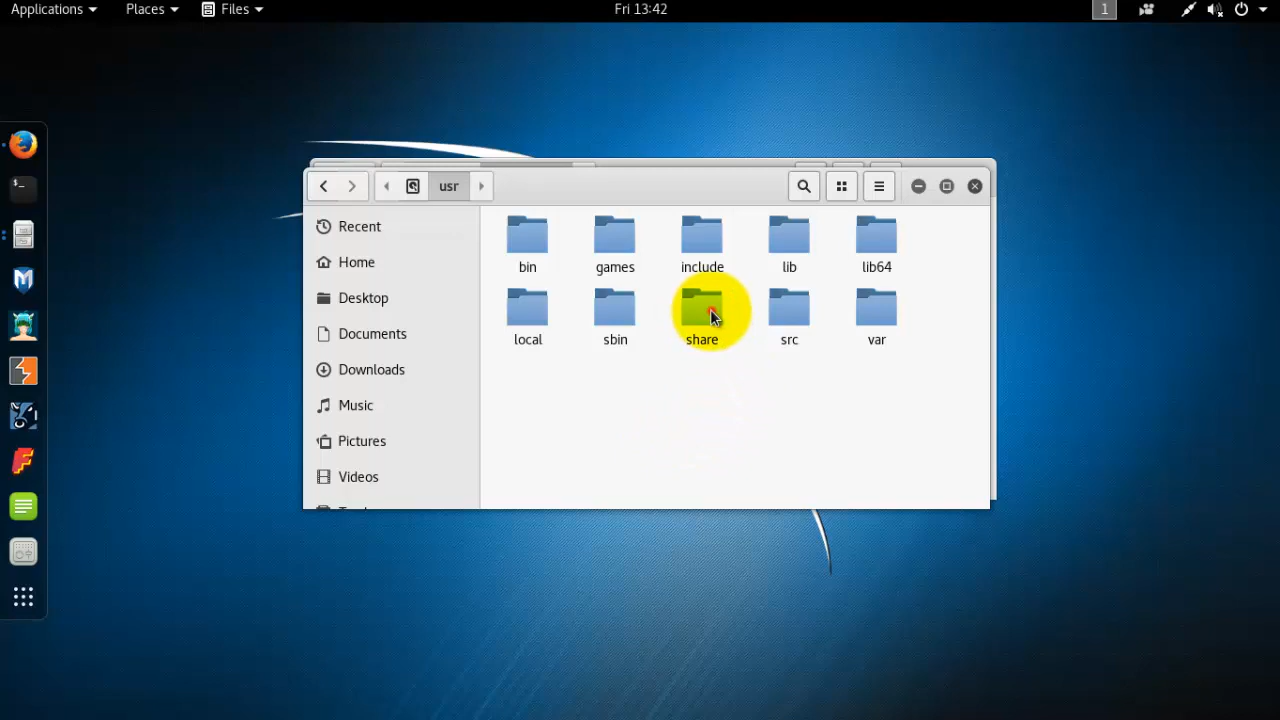 Applications Places Files Fri 13:42 1
usr
Recent
Home
Desktop
Documents
Downloads
Music
Pictures
Videos
bin games include lib lib64
local sbin share src var